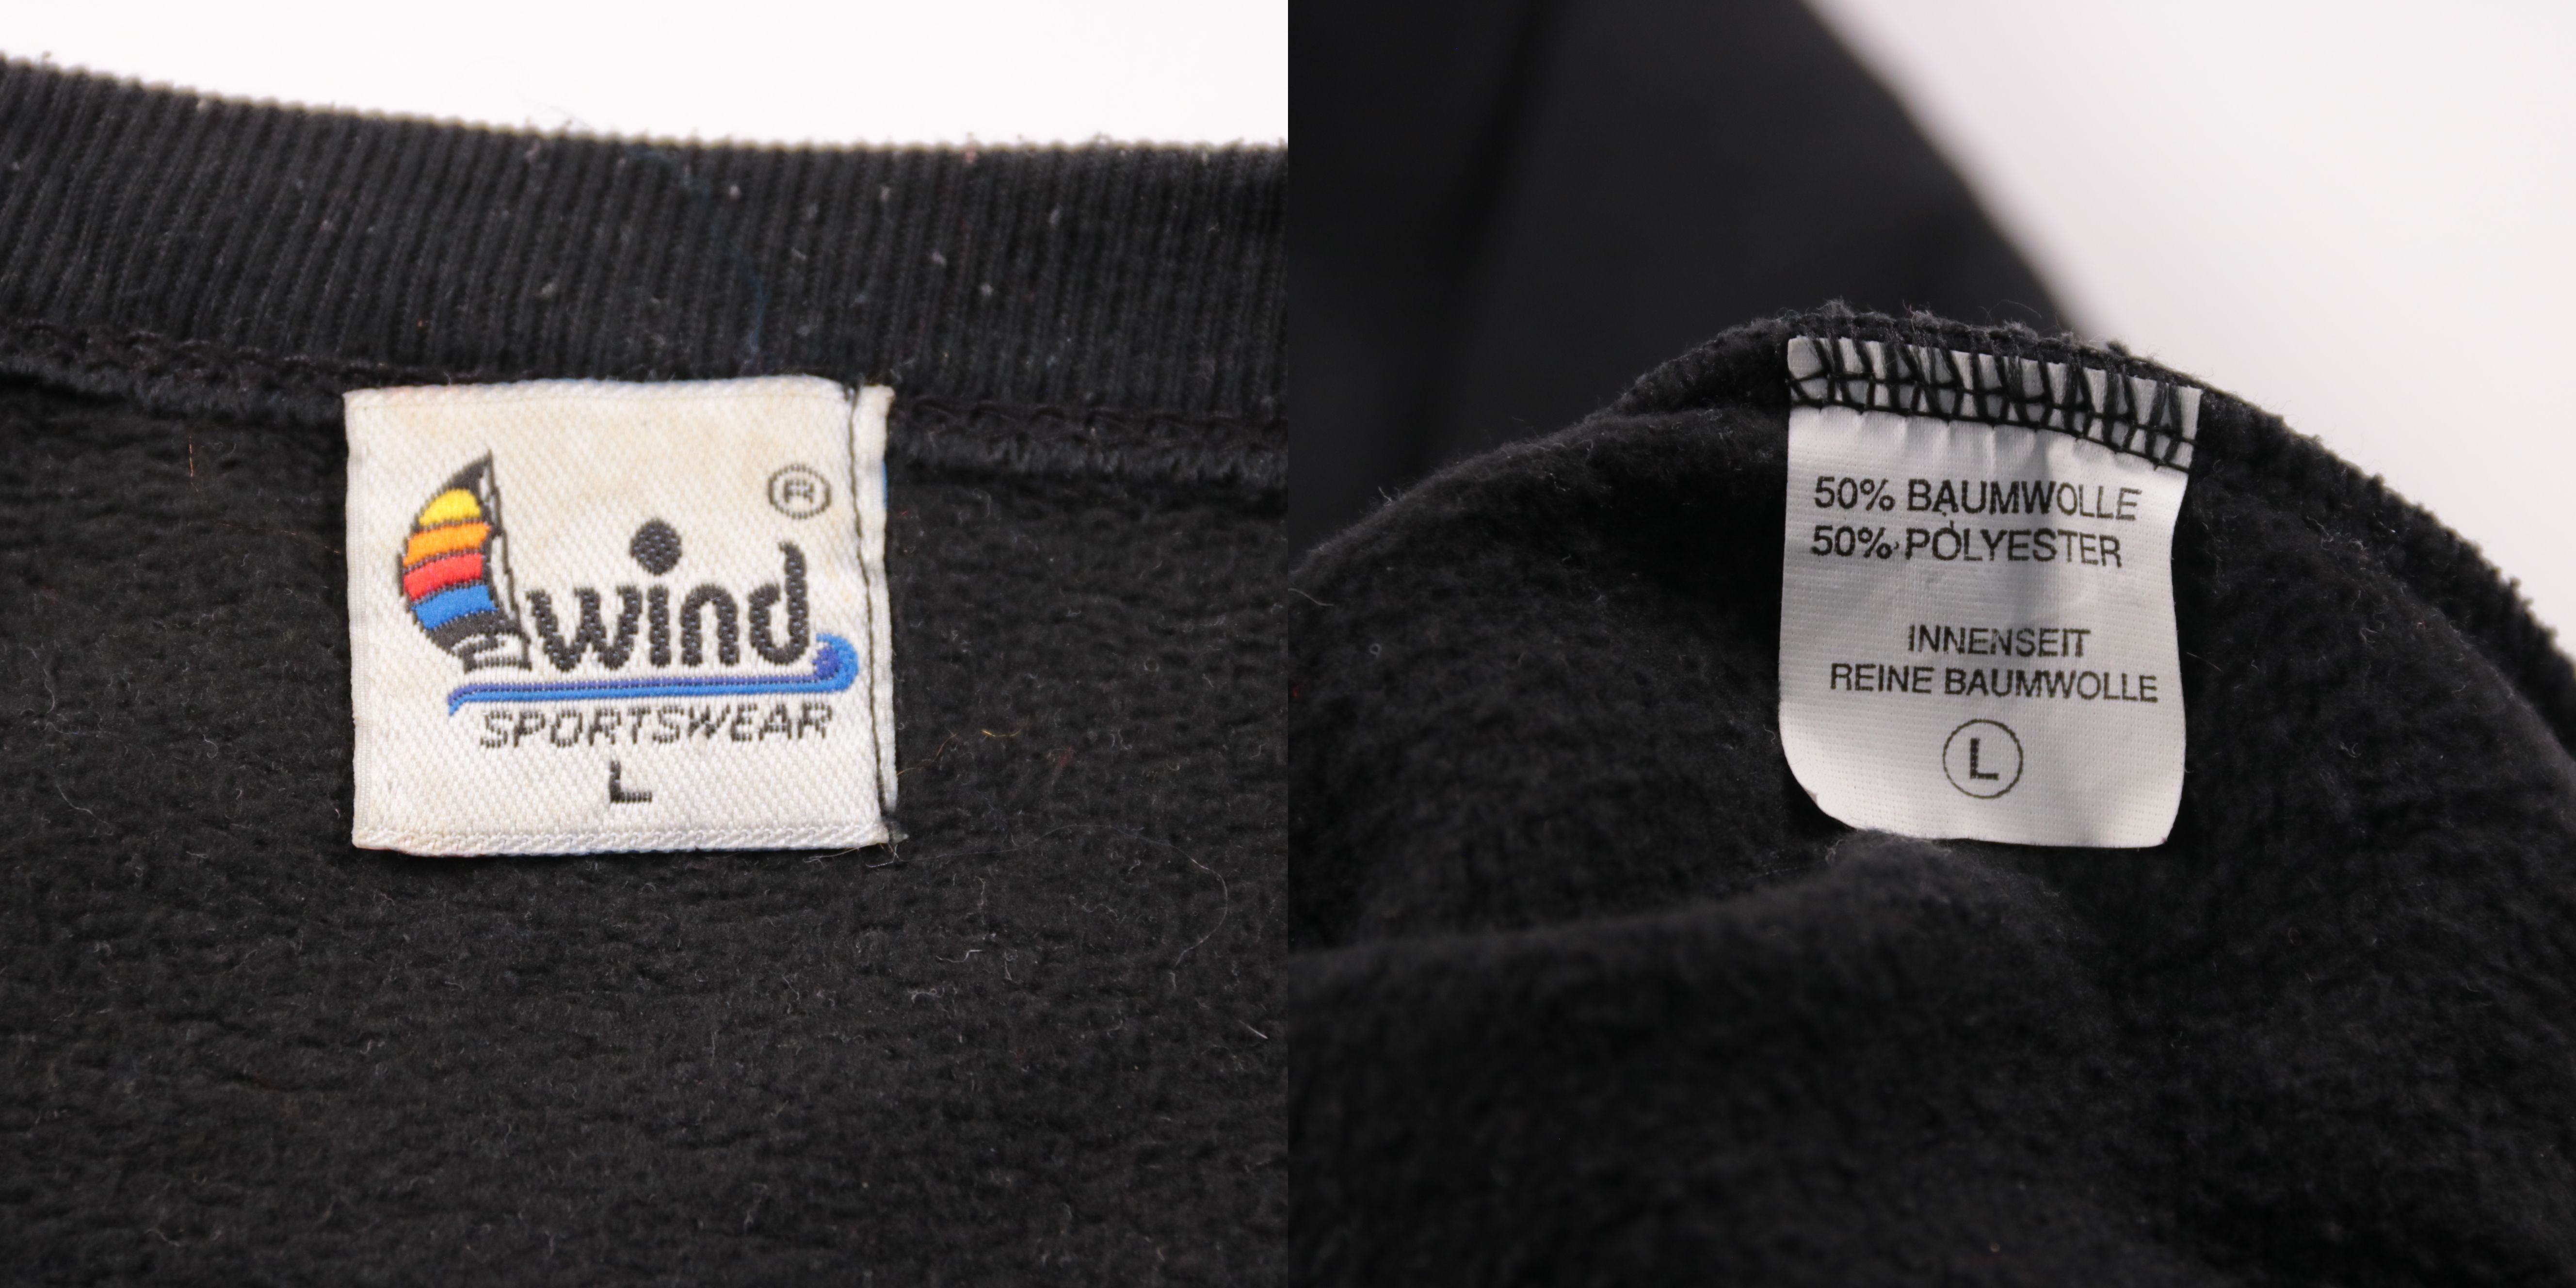 ®
wind
SPORTSWEAR
L
50% BAUMWOLLE
50% POLYESTER
INNENSEIT
REINE BAUMWOLLE
L